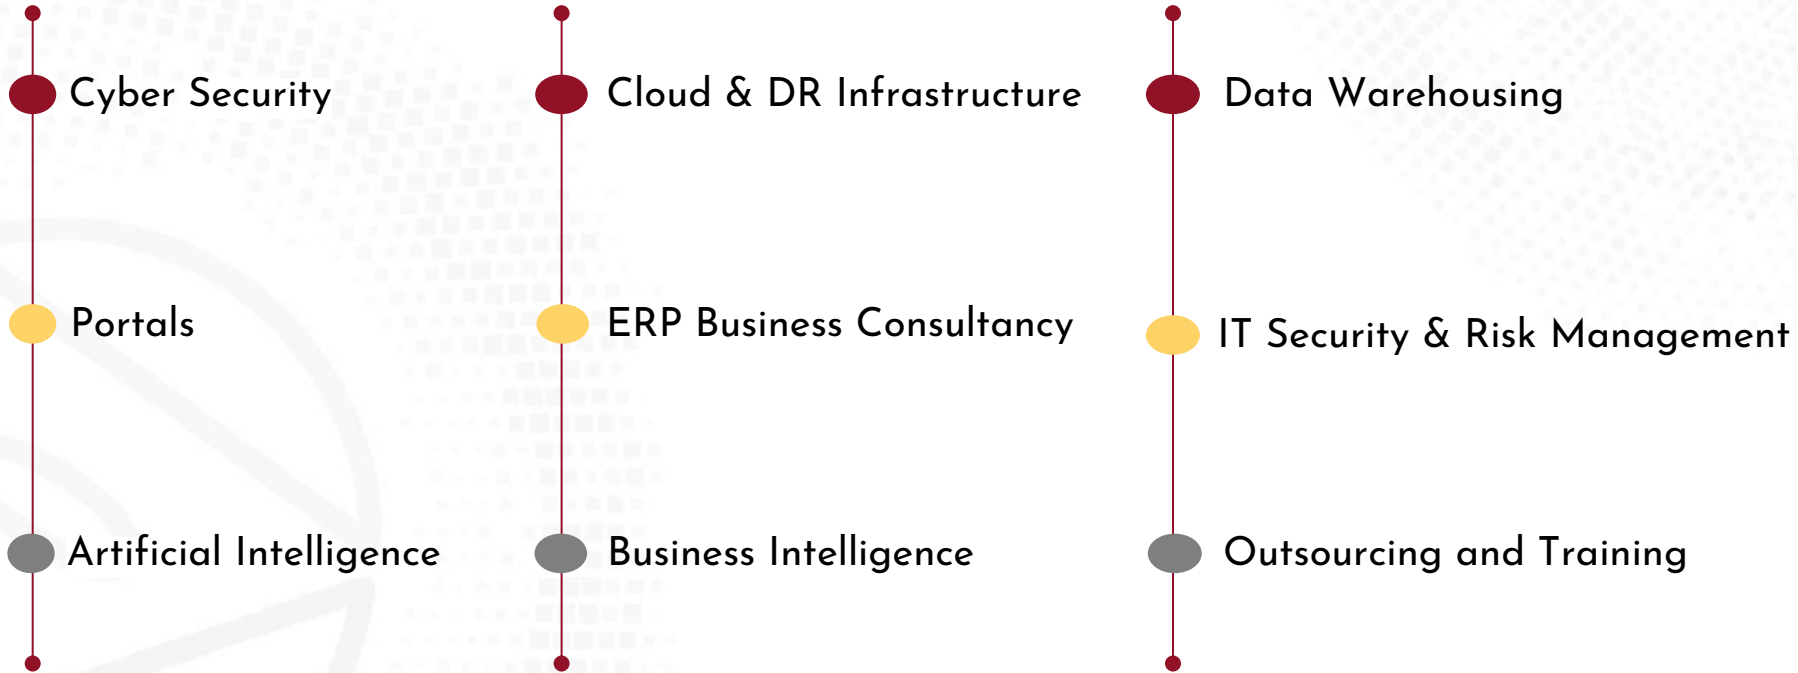 Cyber Security
Portals
Artificial Intelligence
Cloud & DR Infrastructure
ERP Business Consultancy
Business Intelligence
Data Warehousing
IT Security & Risk Management
Outsourcing and Training